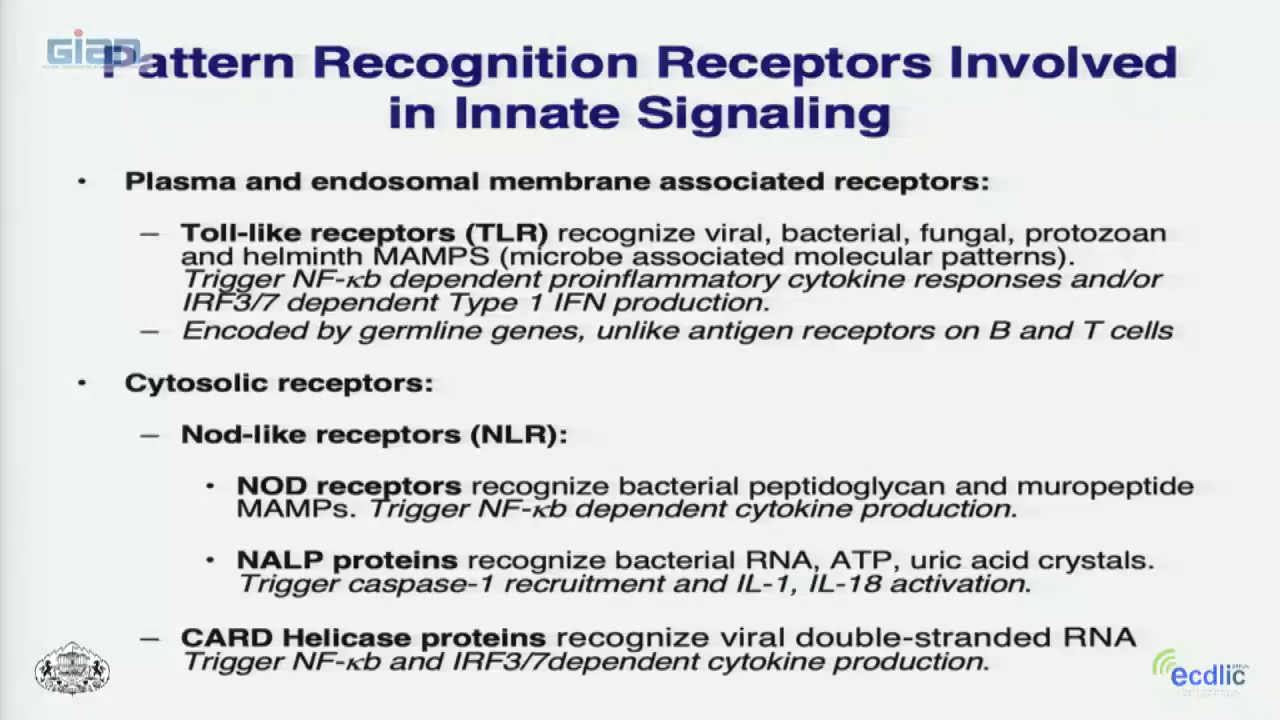 GIAN
Pattern Recognition Receptors Involved
in Innate Signaling
• Plasma and endosomal membrane associated receptors:
– Toll-like receptors (TLR) recognize viral, bacterial, fungal, protozoan
and helminth MAMPS (microbe associated molecular patterns).
Trigger NF-κb dependent proinflammatory cytokine responses and/or
IRF3/7 dependent Type 1 IFN production.
– Encoded by germline genes, unlike antigen receptors on B and T cells
• Cytosolic receptors:
– Nod-like receptors (NLR):
• NOD receptors recognize bacterial peptidoglycan and muropeptide
MAMPs. Trigger NF-κb dependent cytokine production.
• NALP proteins recognize bacterial RNA, ATP, uric acid crystals.
Trigger caspase-1 recruitment and IL-1, IL-18 activation.
– CARD Helicase proteins recognize viral double-stranded RNA
Trigger NF-κb and IRF3/7dependent cytokine production.
ecdlic